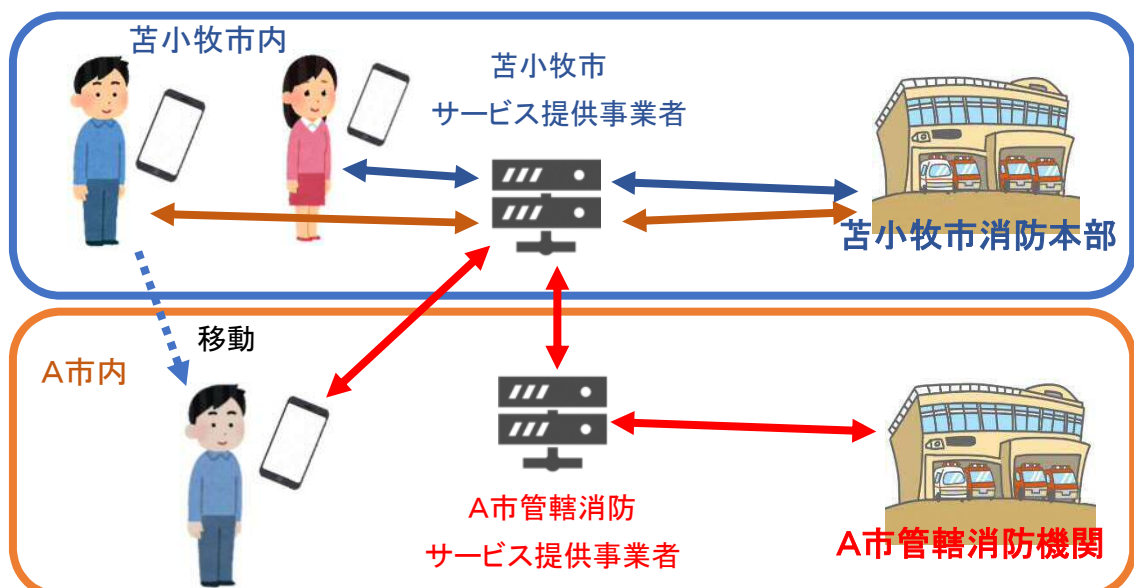 苫小牧市内
苫小牧市
サービス提供事業者
苫小牧市消防本部
移動
A市内
A市管轄消防
サービス提供事業者
A市管轄消防機関